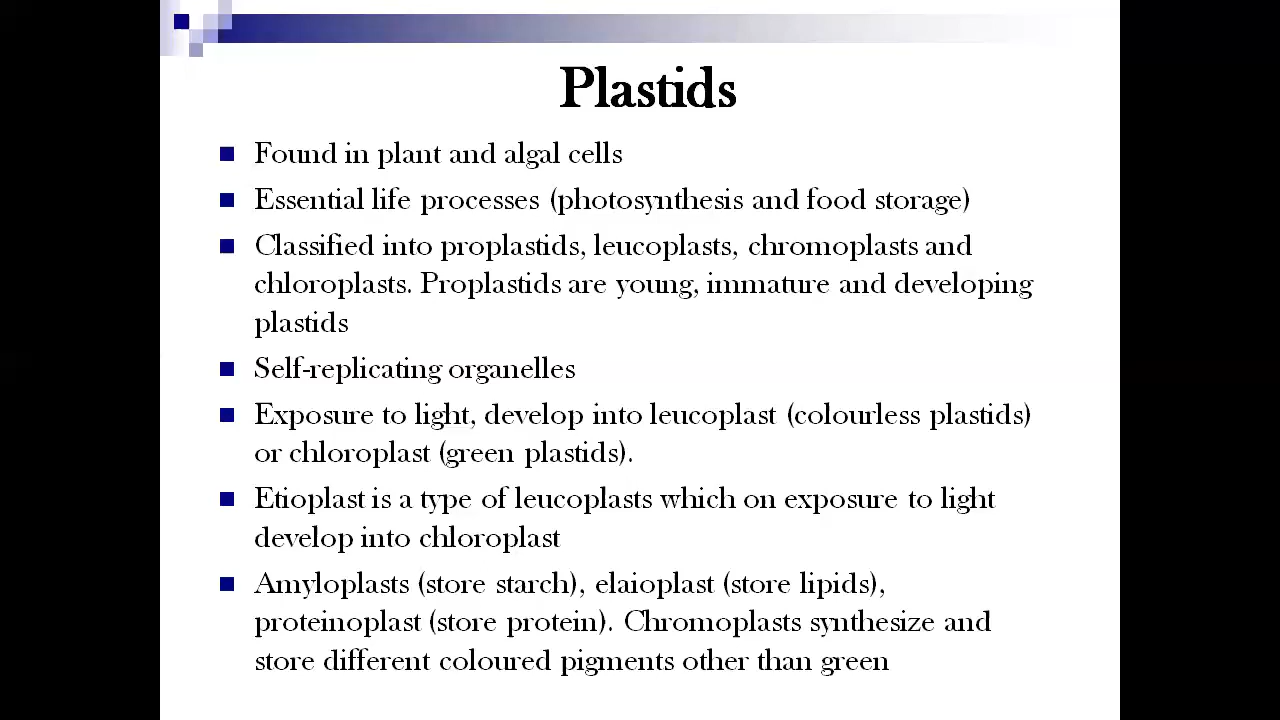 Plastids
Found in plant and algal cells
Essential life processes (photosynthesis and food storage)
Classified into proplastids, leucoplasts, chromoplasts and
chloroplasts. Proplastids are young, immature and developing
plastids
Self-replicating organelles
Exposure to light, develop into leucoplast (colourless plastids)
or chloroplast (green plastids).
Etioplast is a type of leucoplasts which on exposure to light
develop into chloroplast
Amyloplasts (store starch), elaioplast (store lipids),
proteinoplast (store protein). Chromoplasts synthesize and
store different coloured pigments other than green